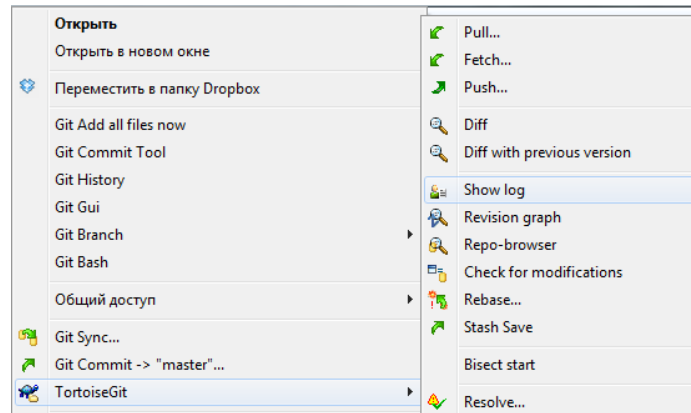 Открыть
Открыть в новом окне
Переместить в папку Dropbox
Git Add all files now
Git Commit Tool
Git History
Git Gui
Git Branch
Git Bash
Общий доступ
Git Sync...
Git Commit -> "master"...
TortoiseGit
Pull...
Fetch...
Push...
Diff
Diff with previous version
Show log
Revision graph
Repo-browser
Check for modifications
Rebase...
Stash Save
Bisect start
Resolve...